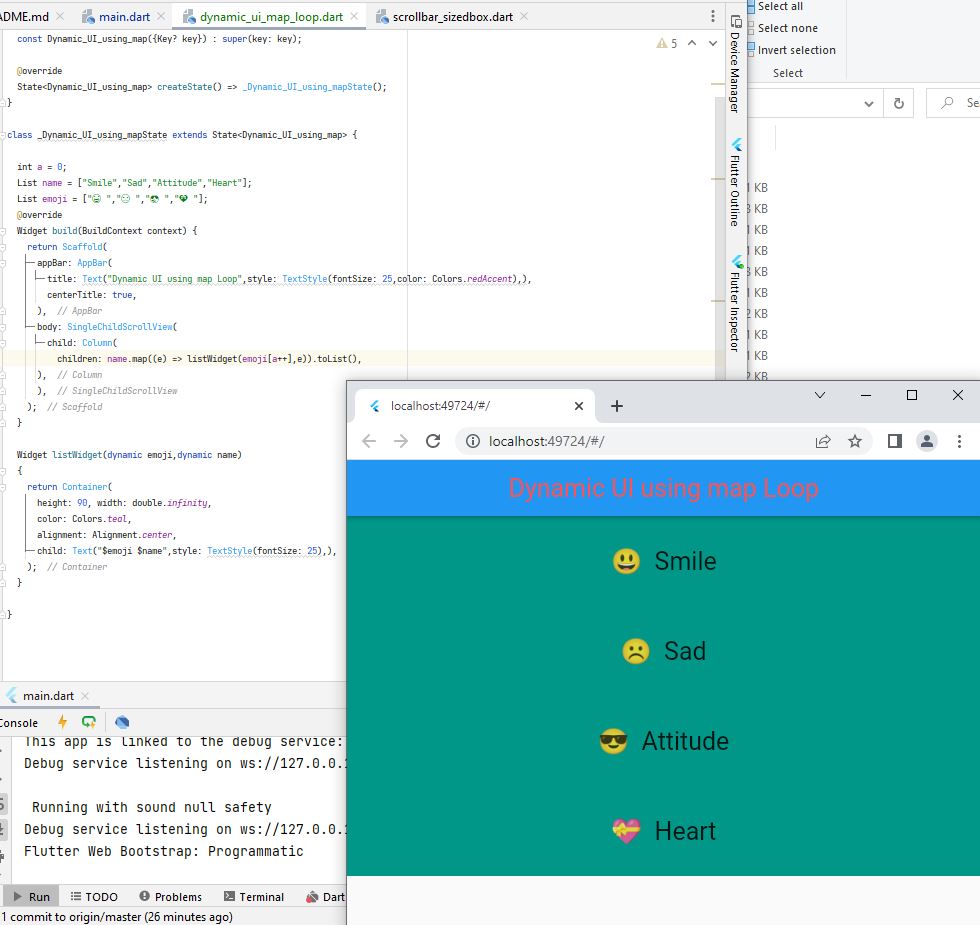 ADME.md
main.dart
dynamic_ui_map_loop.dart
scrollbar_sizedbox.dart
const Dynamic_UI_using_map({Key? key}) : super(key: key);
5
@override
State<Dynamic_UI_using_map> createState() => _Dynamic_UI_using_mapState();
}
class _Dynamic_UI_using_mapState extends State<Dynamic_UI_using_map> {
int a = 0;
List name = ["Smile","Sad","Attitude","Heart"];
List emoji = ["😃 ","☹ ","😎 ","💝 "];
@override
Widget build(BuildContext context) {
return Scaffold(
appBar: AppBar(
title: Text("Dynamic UI using map Loop",style: TextStyle(fontSize: 25,color: Colors.redAccent),),
centerTitle: true,
), // AppBar
body: SingleChildScrollView(
child: Column(
children: name.map((e) => listWidget(emoji[a++],e)).toList(),
), // Column
), // SingleChildScrollView
); // Scaffold
}
Widget listWidget(dynamic emoji,dynamic name)
{
return Container(
height: 90, width: double.infinity,
color: Colors.teal,
alignment: Alignment.center,
child: Text("$emoji $name",style: TextStyle(fontSize: 25),),
); // Container
}
}
Device Manager
Flutter Outline
Flutter Inspector
Select all
Select none
Invert selection
Select
Se
1 KB
3 KB
1 KB
1 KB
1 KB
1 KB
2 KB
1 KB
1 KB
2 KB
localhost:49724/#/
localhost:49724/#/
Dynamic UI using map Loop
😃 Smile
☹ Sad
😎 Attitude
💝 Heart
main.dart
Console
This app is linked to the debug service:
Debug service listening on ws://127.0.0.1
Running with sound null safety
Debug service listening on ws://127.0.0.1
Flutter Web Bootstrap: Programmatic
Run
TODO
Problems
Terminal
Dart
1 commit to origin/master (26 minutes ago)